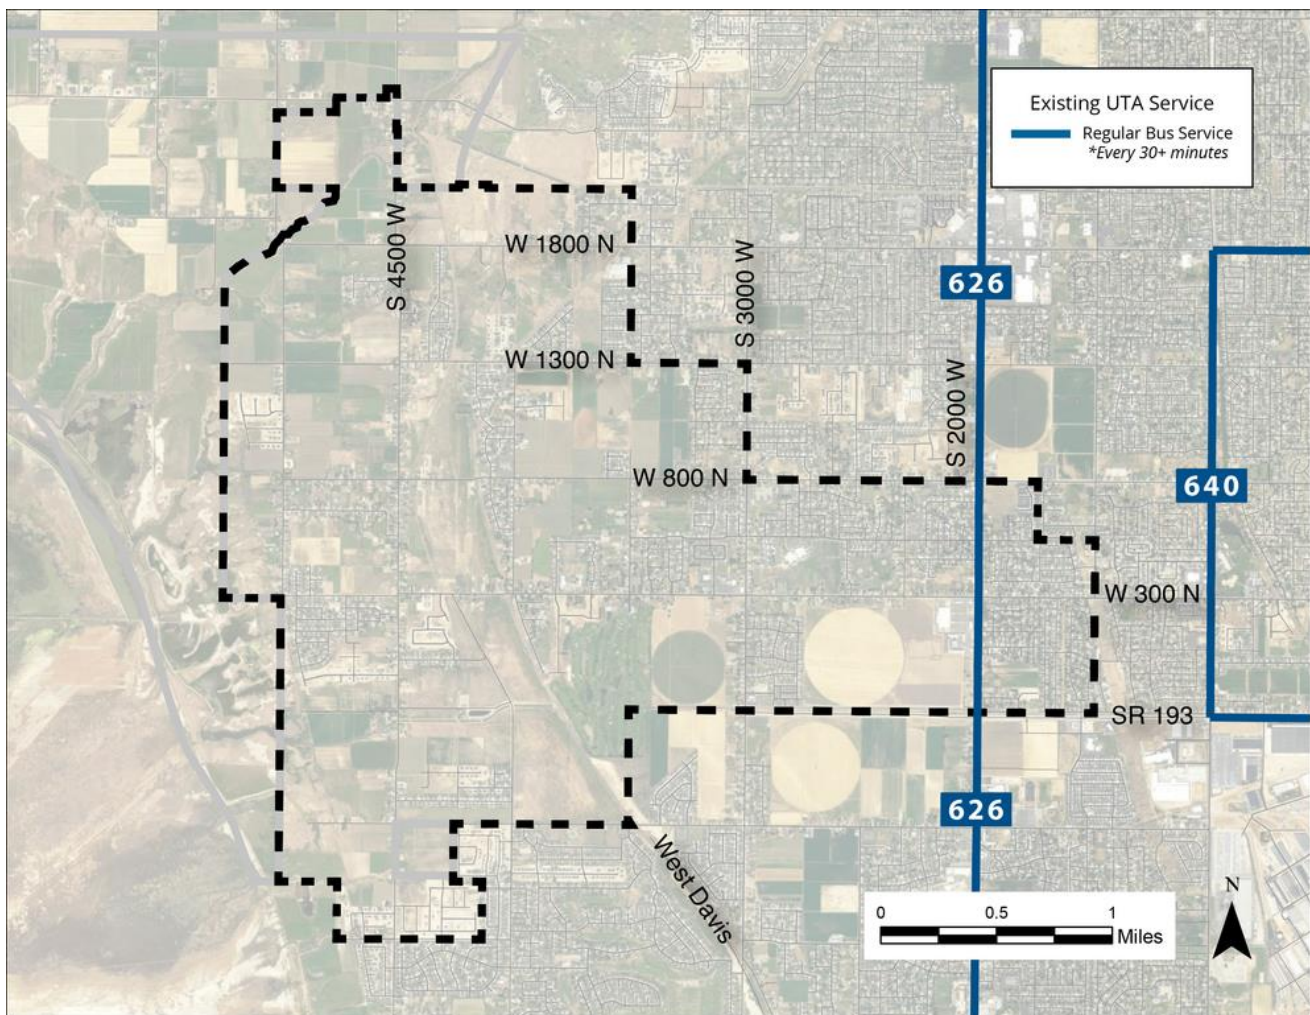 Existing UTA Service
Regular Bus Service
*Every 30+ minutes
S 4500 W
W 1800 N
S 3000 W
626
W 1300 N
S 2000 W
W 800 N
640
W 300 N
SR 193
626
West Davis
N
0 0.5 1
Miles